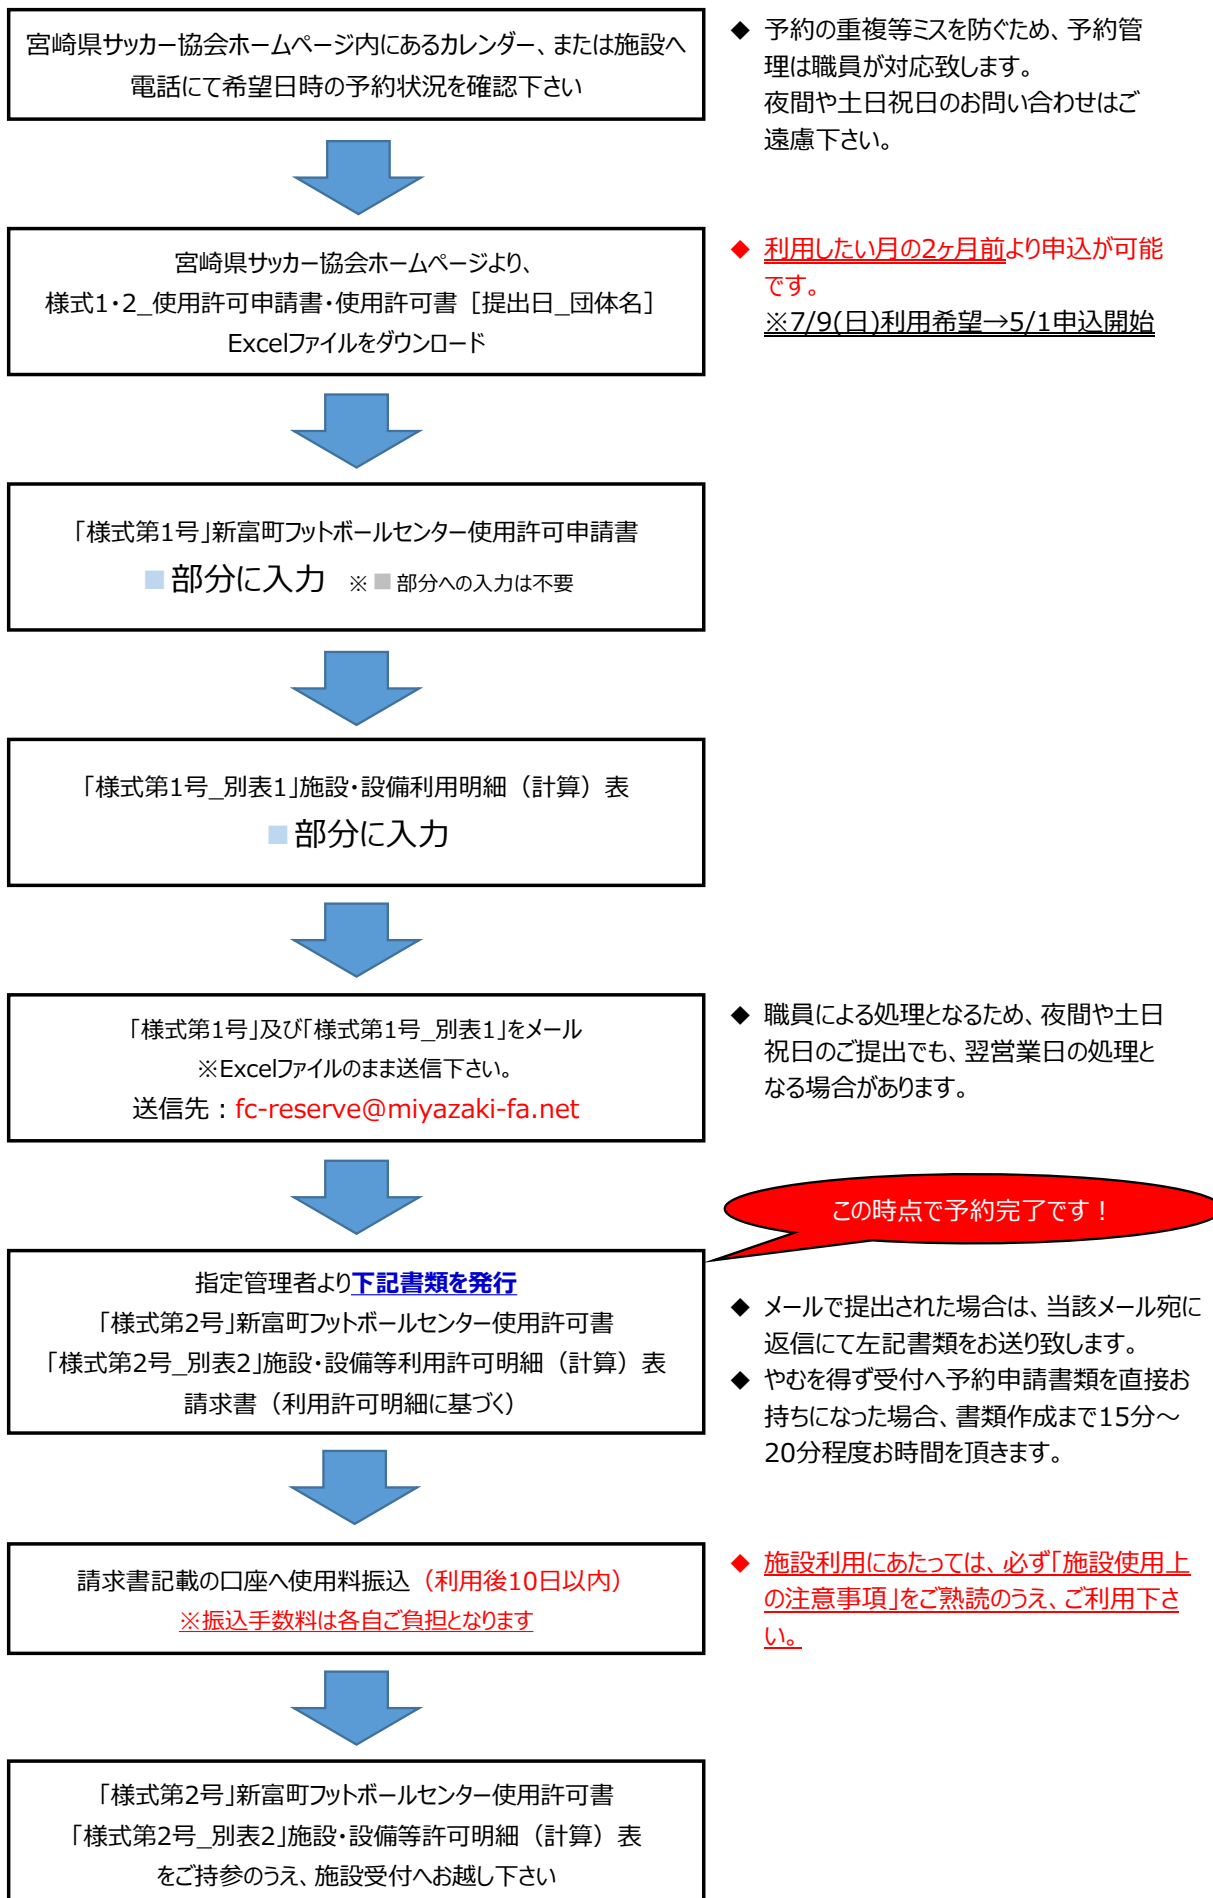 宮崎県サッカー協会ホームページ内にあるカレンダー、または施設へ
電話にて希望日時の予約状況を確認下さい
◆ 予約の重複等ミスを防ぐため、予約管
理は職員が対応致します。
夜間や土日祝日のお問い合わせはご
遠慮下さい。
宮崎県サッカー協会ホームページより、
様式1・2_使用許可申請書・使用許可書［提出日_団体名］
Excelファイルをダウンロード
◆ 利用したい月の2ヶ月前より申込が可能
です。
※7/9(日)利用希望→5/1申込開始
「様式第1号」新富町フットボールセンター使用許可申請書
■部分に入力 ※■部分への入力は不要
「様式第1号_別表1」施設・設備利用明細（計算）表
■部分に入力
「様式第1号」及び「様式第1号_別表1」をメール
※Excelファイルのまま送信下さい。
送信先：fc-reserve@miyazaki-fa.net
◆ 職員による処理となるため、夜間や土日
祝日のご提出でも、翌営業日の処理と
なる場合があります。
この時点で予約完了です！
指定管理者より下記書類を発行
「様式第2号」新富町フットボールセンター使用許可書
「様式第2号_別表2」施設・設備等利用許可明細（計算）表
請求書（利用許可明細に基づく）
◆ メールで提出された場合は、当該メール宛に
返信にて左記書類をお送り致します。
◆ やむを得ず受付へ予約申請書類を直接お
持ちになった場合、書類作成まで15分～
20分程度お時間を頂きます。
請求書記載の口座へ使用料振込（利用後10日以内）
※振込手数料は各自ご負担となります
◆ 施設利用にあたっては、必ず「施設使用上
の注意事項」をご熟読のうえ、ご利用下さ
い。
「様式第2号」新富町フットボールセンター使用許可書
「様式第2号_別表2」施設・設備等許可明細（計算）表
をご持参のうえ、施設受付へお越し下さい